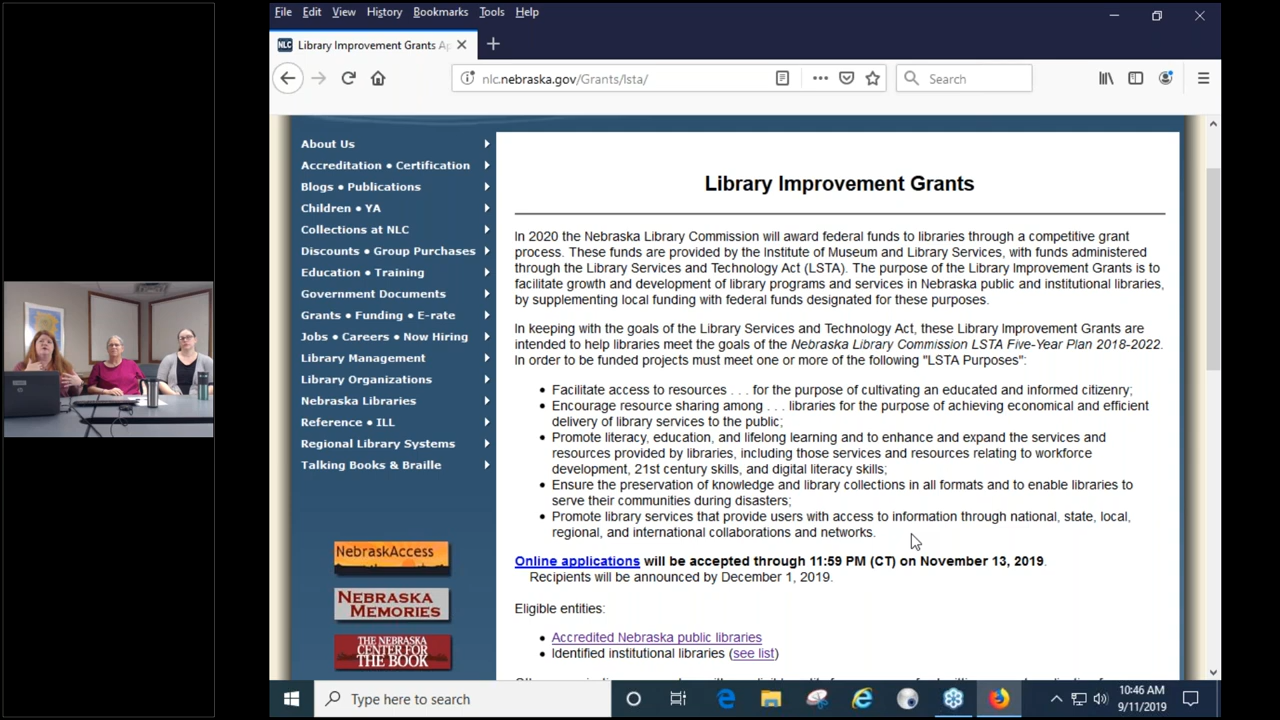 File Edit View History Bookmarks Tools Help
NLC Library Improvement Grants Ap
nlc.nebraska.gov/Grants/lsta/
Search
About Us
Accreditation • Certification
Blogs • Publications
Children • YA
Collections at NLC
Discounts • Group Purchases
Education • Training
Government Documents
Grants • Funding • E-rate
Jobs • Careers • Now Hiring
Library Management
Library Organizations
Nebraska Libraries
Reference • ILL
Regional Library Systems
Talking Books & Braille
NebraskAccess
NEBRASKA
MEMORIES
THE NEBRASKA
CENTER FOR
THE BOOK
Library Improvement Grants
In 2020 the Nebraska Library Commission will award federal funds to libraries through a competitive grant
process. These funds are provided by the Institute of Museum and Library Services, with funds administered
through the Library Services and Technology Act (LSTA). The purpose of the Library Improvement Grants is to
facilitate growth and development of library programs and services in Nebraska public and institutional libraries,
by supplementing local funding with federal funds designated for these purposes.
In keeping with the goals of the Library Services and Technology Act, these Library Improvement Grants are
intended to help libraries meet the goals of the Nebraska Library Commission LSTA Five-Year Plan 2018-2022.
In order to be funded projects must meet one or more of the following "LSTA Purposes":
• Facilitate access to resources . . . for the purpose of cultivating an educated and informed citizenry;
• Encourage resource sharing among . . . libraries for the purpose of achieving economical and efficient
delivery of library services to the public;
• Promote literacy, education, and lifelong learning and to enhance and expand the services and
resources provided by libraries, including those services and resources relating to workforce
development, 21st century skills, and digital literacy skills;
• Ensure the preservation of knowledge and library collections in all formats and to enable libraries to
serve their communities during disasters;
• Promote library services that provide users with access to information through national, state, local,
regional, and international collaborations and networks.
Online applications will be accepted through 11:59 PM (CT) on November 13, 2019.
Recipients will be announced by December 1, 2019.
Eligible entities:
• Accredited Nebraska public libraries
• Identified institutional libraries (see list)
Type here to search
10:46 AM
9/11/2019